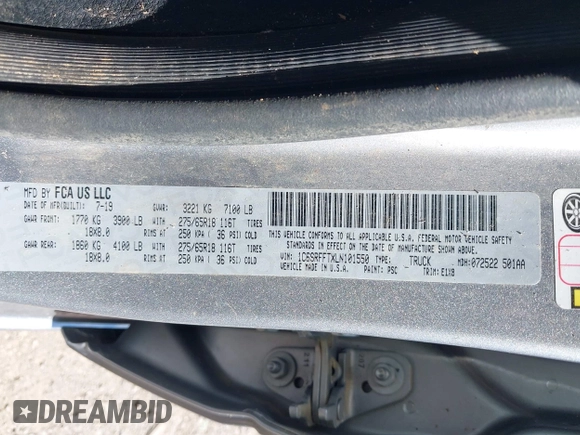 MFD BY FCA US LLC
DATE OF MFR(BUILT): 7-19 GVWR: 3221 KG 7100 LB
GAWR FRONT: 1770 KG 3900 LB WITH 275/65R18 116T TIRES
18X8.0 RIMS AT 250 KPA ( 36 PSI) COLD
GAWR REAR: 1860 KG 4100 LB WITH 275/65R18 116T TIRES
18X8.0 RIMS AT 250 KPA ( 36 PSI) COLD
THIS VEHICLE CONFORMS TO ALL APPLICABLE U.S.A. FEDERAL MOTOR VEHICLE SAFETY
STANDARDS IN EFFECT ON THE DATE OF MANUFACTURE SHOWN ABOVE.
VIN: 1C6SRFFTXLN101550 TYPE: TRUCK MDH:072522 501AA
VEHICLE MADE IN U.S.A. PAINT: PSC TRIM: E1X8
DREAMBID